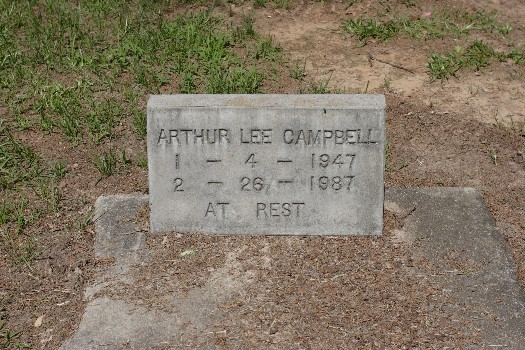 ARTHUR LEE CAMPBELL
1 - 4 - 1947
2 - 26 - 1987
AT REST